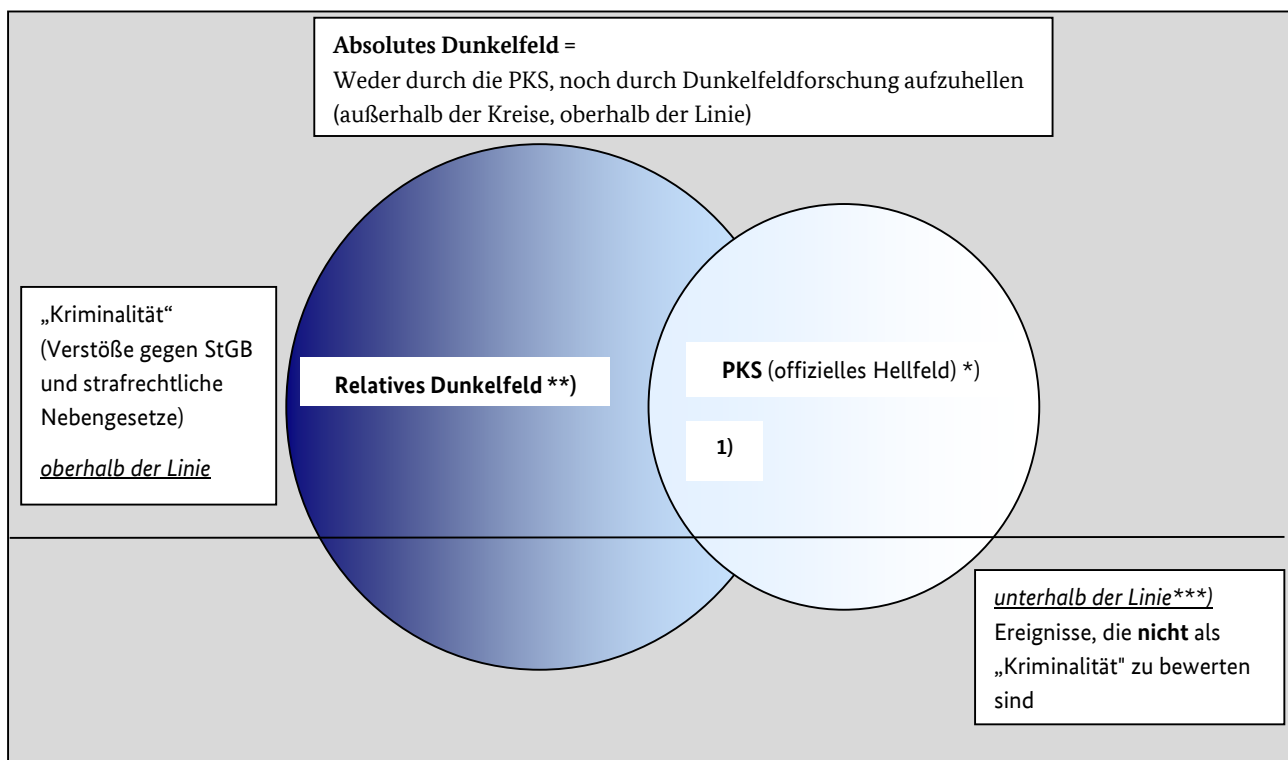 Absolutes Dunkelfeld =
Weder durch die PKS, noch durch Dunkelfeldforschung aufzuhellen
(außerhalb der Kreise, oberhalb der Linie)
„Kriminalität“
(Verstöße gegen StGB
und strafrechtliche
Nebengesetze)
oberhalb der Linie
Relatives Dunkelfeld **)
PKS (offizielles Hellfeld) *)
1)
unterhalb der Linie***)
Ereignisse, die nicht als
„Kriminalität" zu bewerten
sind